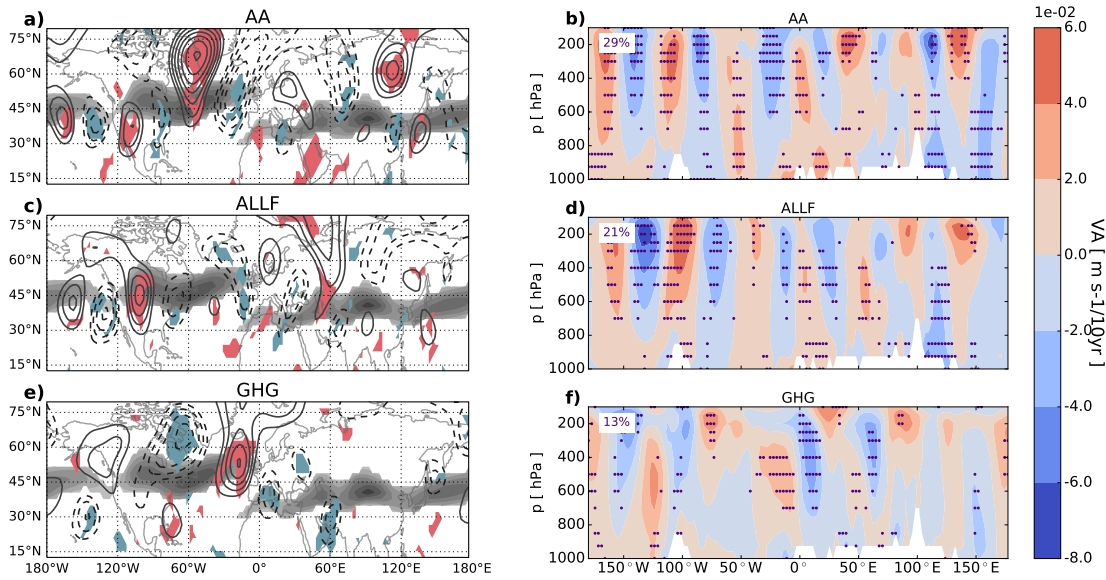 a) AA
75°N
60°N
45°N
30°N
15°N
b) AA
29%
200
400
600
800
1000
p [ hPa ]
c) ALLF
75°N
60°N
45°N
30°N
15°N
d) ALLF
21%
200
400
600
800
1000
p [ hPa ]
e) GHG
75°N
60°N
45°N
30°N
15°N
180°W 120°W 60°W 0° 60°E 120°E 180°E
f) GHG
13%
200
400
600
800
1000
p [ hPa ]
150°W 100°W 50°W 0° 50°E 100°E 150°E
1e-02
6.0
4.0
2.0
0.0
-2.0
-4.0
-6.0
-8.0
VA [ m s-1/10yr ]